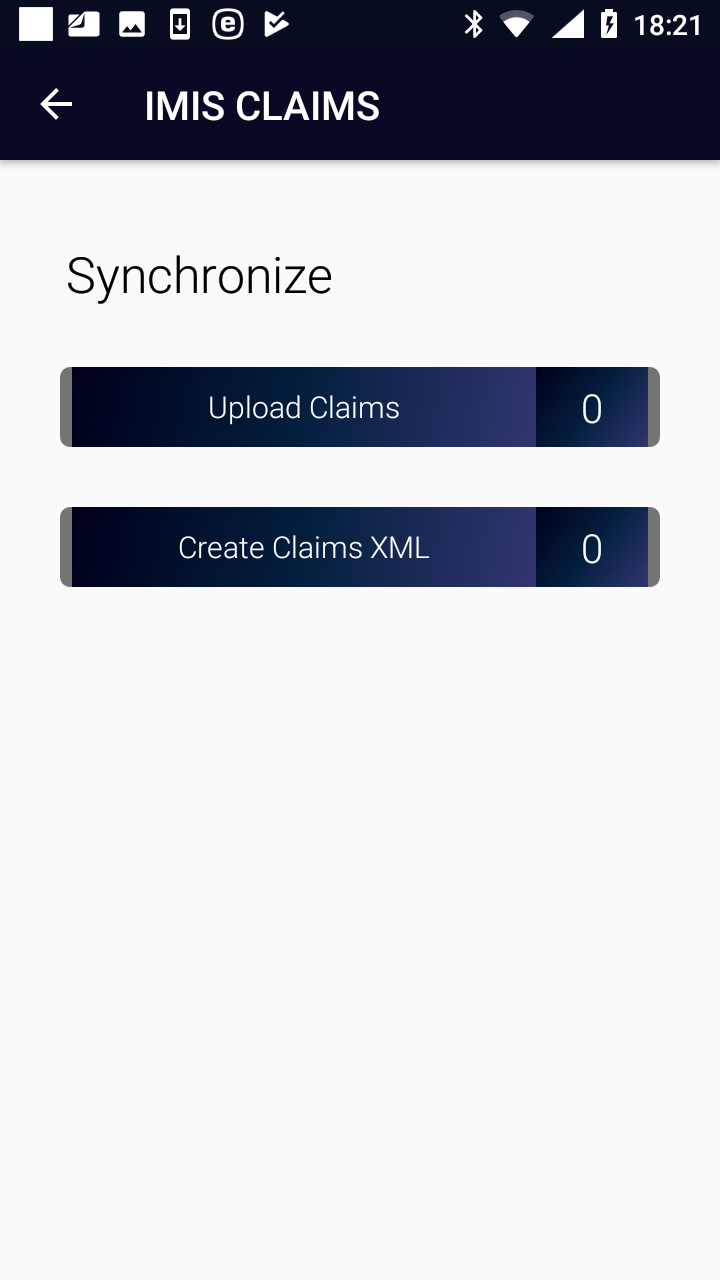 18:21
IMIS CLAIMS
Synchronize
Upload Claims 0
Create Claims XML 0